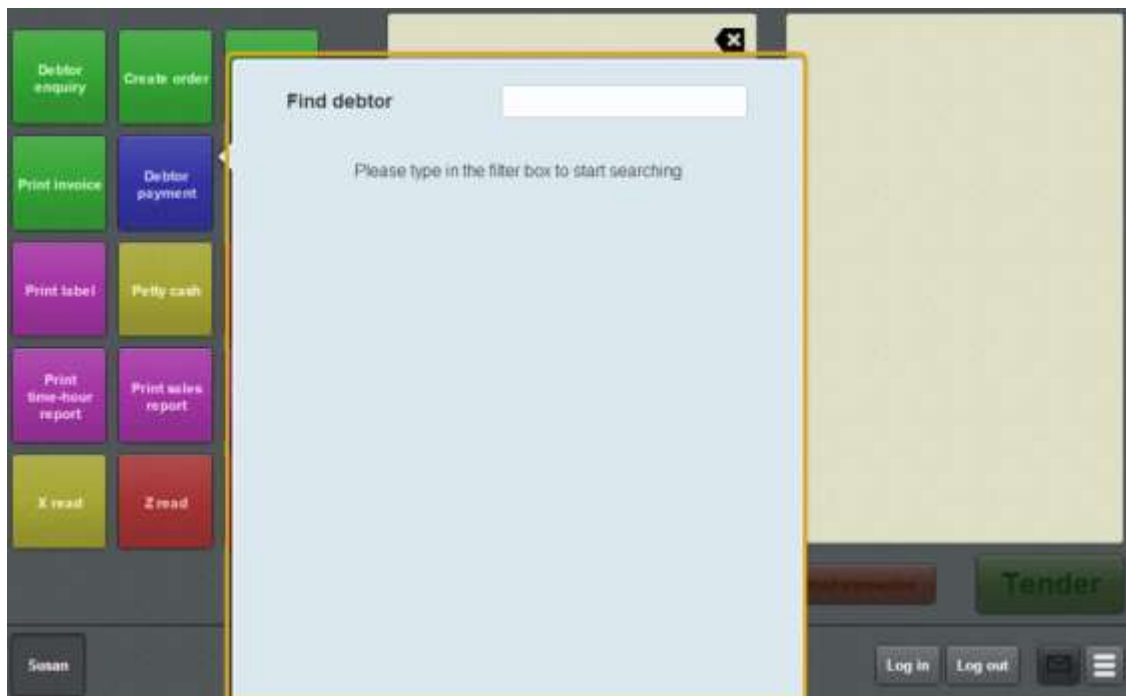 Debtor
enquiry
Create order
Find debtor
Please type in the filter box to start searching
Print invoice
Debtor
payment
Print label
Petty cash
Print
time-hour
report
Print sales
report
X read
Z read
Tender
Susan
Log in
Log out